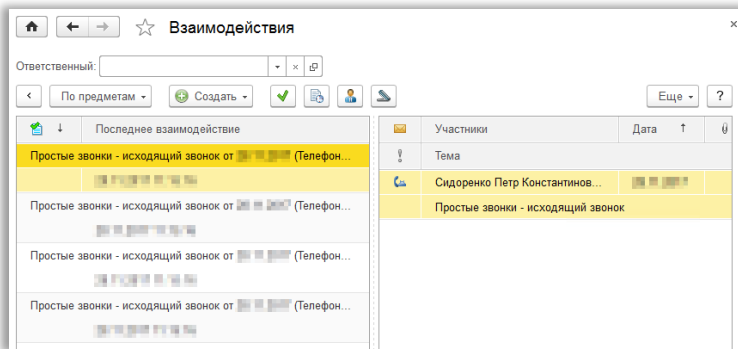 Взаимодействия
Ответственный:
По предметам Создать Еще ?
Последнее взаимодействие
Участники Дата
Тема
Простые звонки - исходящий звонок от (Телефон...
Сидоренко Петр Константинов...
Простые звонки - исходящий звонок
Простые звонки - исходящий звонок от (Телефон...
Простые звонки - исходящий звонок от (Телефон...
Простые звонки - исходящий звонок от (Телефон...